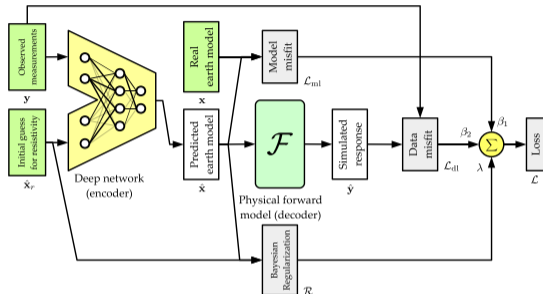 Observed
measurements
y
Initial guess
for resistivity
x̂ᵣ
Deep network
(encoder)
Real
earth model
x
Predicted
earth model
x̂
Model
misfit
ℒₘₗ
ℱ
Physical forward
model (decoder)
Simulated
response
ŷ
Data
misfit
ℒdl
Bayesian
Regularization
ℛ
β₁
β₂
λ
Σ
Loss
ℒ